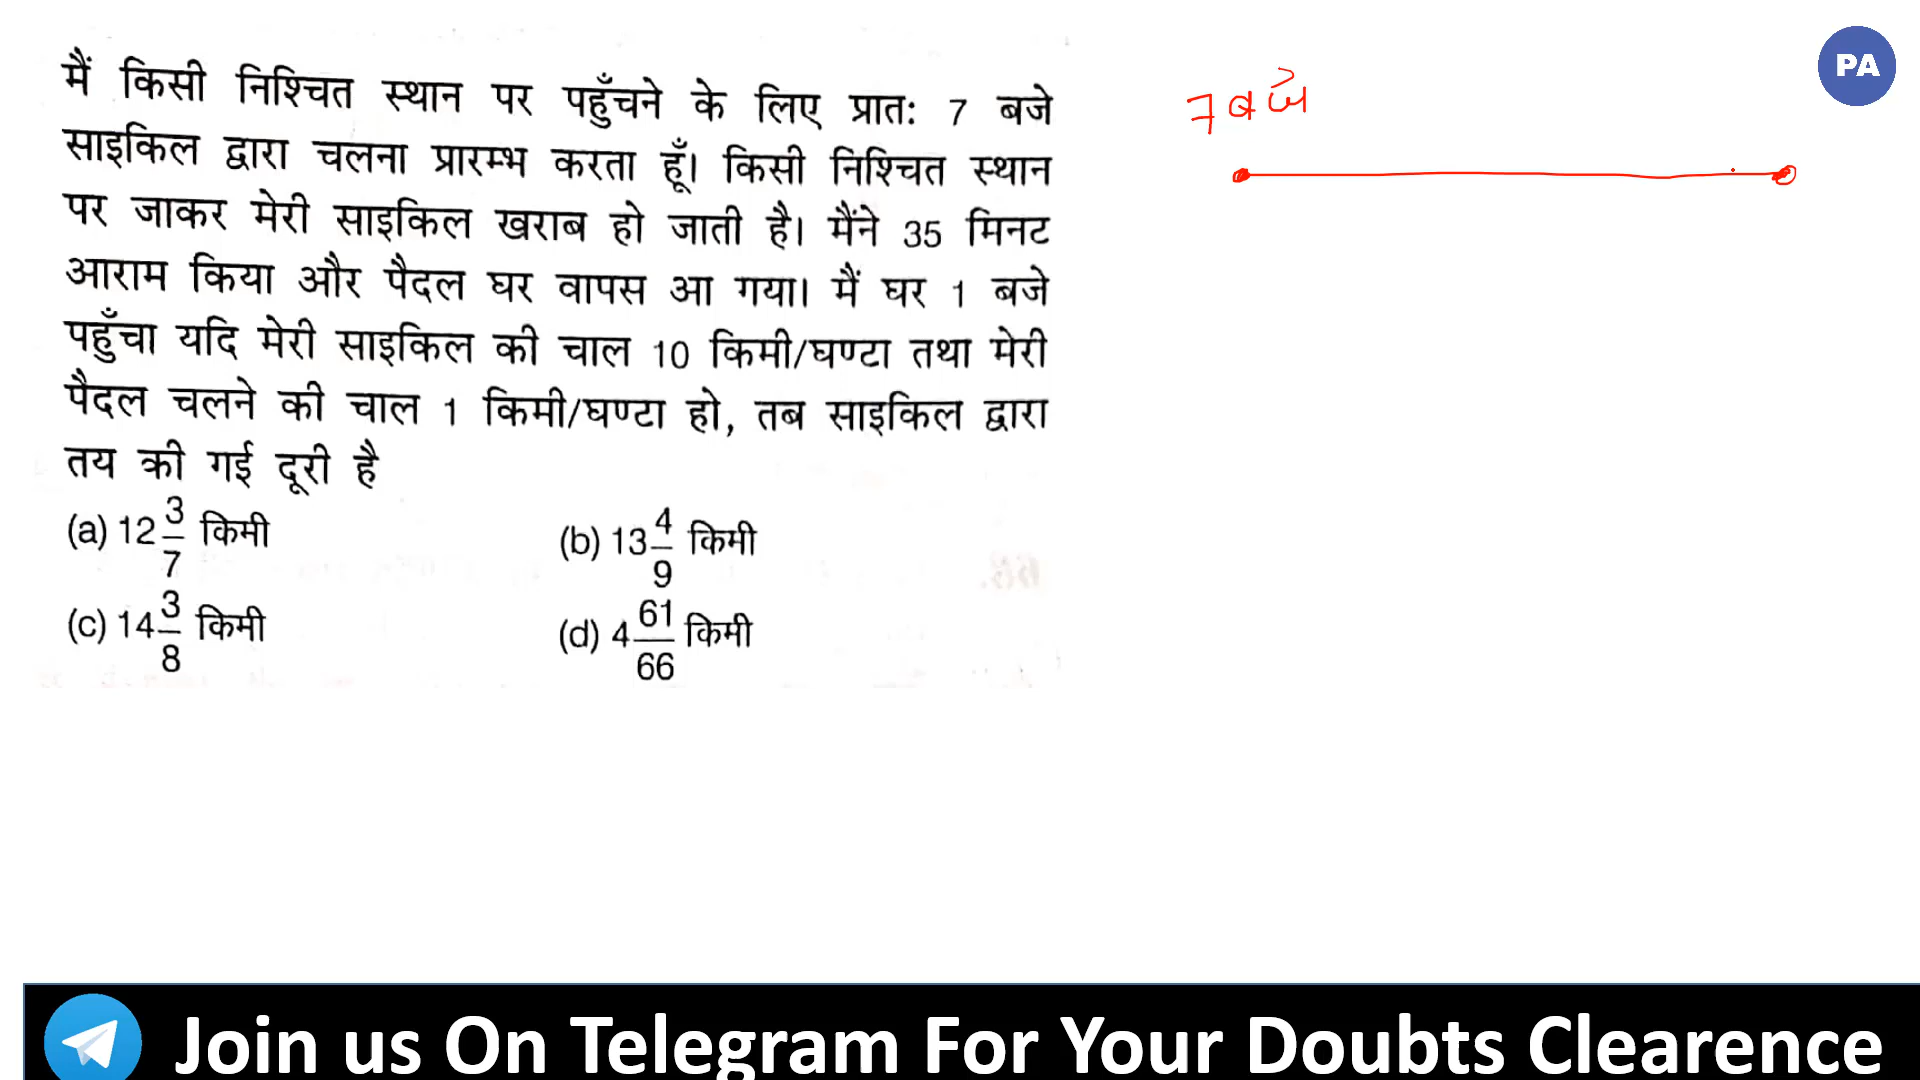 मैं किसी निश्चित स्थान पर पहुँचने के लिए प्रातः 7 बजे
साइकिल द्वारा चलना प्रारम्भ करता हूँ। किसी निश्चित स्थान
पर जाकर मेरी साइकिल खराब हो जाती है। मैंने 35 मिनट
आराम किया और पैदल घर वापस आ गया। मैं घर 1 बजे
पहुँचा यदि मेरी साइकिल की चाल 10 किमी/घण्टा तथा मेरी
पैदल चलने की चाल 1 किमी/घण्टा हो, तब साइकिल द्वारा
तय की गई दूरी है
(a) 12 3/7 किमी (b) 13 4/9 किमी
(c) 14 3/8 किमी (d) 4 61/66 किमी
7 बजे
PA
Join us On Telegram For Your Doubts Clearence